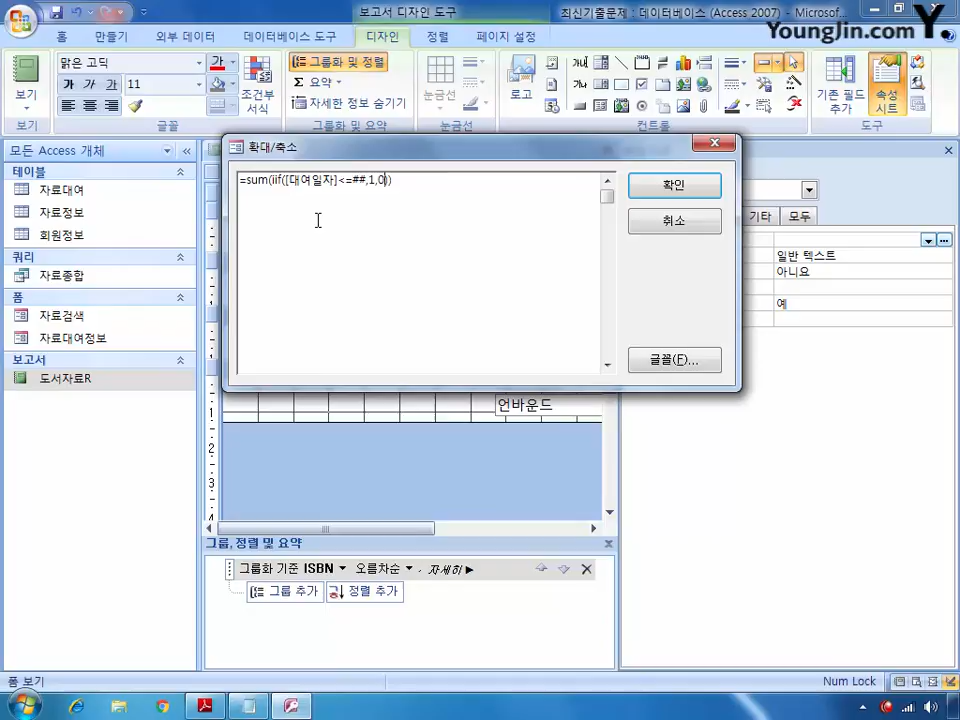 보고서 디자인 도구
최신기출문제 : 데이터베이스 (Access 2007) - Microsof...
YoungJin.com Y.
홈 만들기 외부 데이터 데이터베이스 도구 디자인 정렬 페이지 설정
보기
보기
맑은 고딕
가
11
가 가 가
글꼴
조건부
서식
그룹화 및 정렬
요약
자세한 정보 숨기기
그룹화 및 요약
눈금선
눈금선
로고
컨트롤
기존 필드
추가
속성
시트
도구
모든 Access 개체
테이블
자료대여
자료정보
회원정보
쿼리
자료종합
폼
자료검색
자료대여정보
보고서
도서자료R
확대/축소
=sum(iif([대여일자]<=##,1,0))
확인
취소
글꼴(F)...
기타 모두
일반 텍스트
아니요
예
언바운드
1
2
3
4
그룹, 정렬 및 요약
그룹화 기준 ISBN 오름차순 , 자세히
그룹 추가 정렬 추가
폼 보기
Num Lock